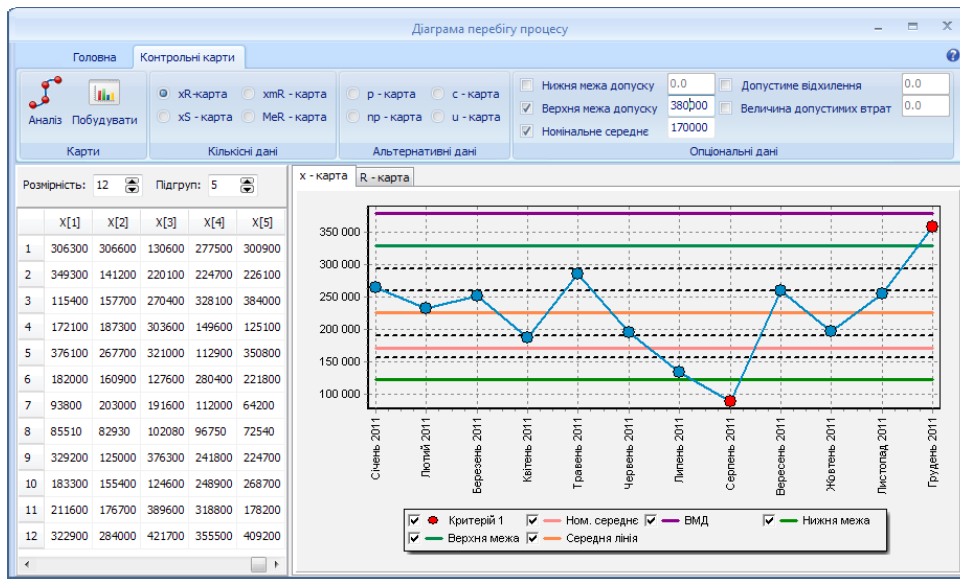 Діаграма перебігу процесу
Головна Контрольні карти
Аналіз Побудувати
Карти
xR-карта xmR - карта
xS - карта MeR - карта
Кількісні дані
p - карта c - карта
np - карта u - карта
Альтернативні дані
Нижня межа допуску 0.0 Допустиме відхилення 0.0
Верхня межа допуску 380000 Величина допустимих втрат 0.0
Номінальне середнє 170000
Опціональні дані
Розмірність: 12 Підгруп: 5
X[1] X[2] X[3] X[4] X[5]
1 306300 306600 130600 277500 300900
2 349300 141200 220100 224700 226100
3 115400 157700 270400 328100 384000
4 172100 187300 303600 149600 125100
5 376100 267700 321000 112900 350800
6 182000 160900 127600 280400 221800
7 93800 203000 191600 112000 64200
8 85510 82930 102080 96750 72540
9 329200 125000 376300 241800 224700
10 183300 155400 124600 248900 268700
11 211600 176700 389600 318800 178200
12 322900 284000 421700 355500 409200
x - карта R - карта
350 000
300 000
250 000
200 000
150 000
100 000
Січень 2011
Лютий 2011
Березень 2011
Квітень 2011
Травень 2011
Червень 2011
Липень 2011
Серпень 2011
Вересень 2011
Жовтень 2011
Листопад 2011
Грудень 2011
Критерій 1 Ном. середнє ВМД Нижня межа
Верхня межа Середня лінія